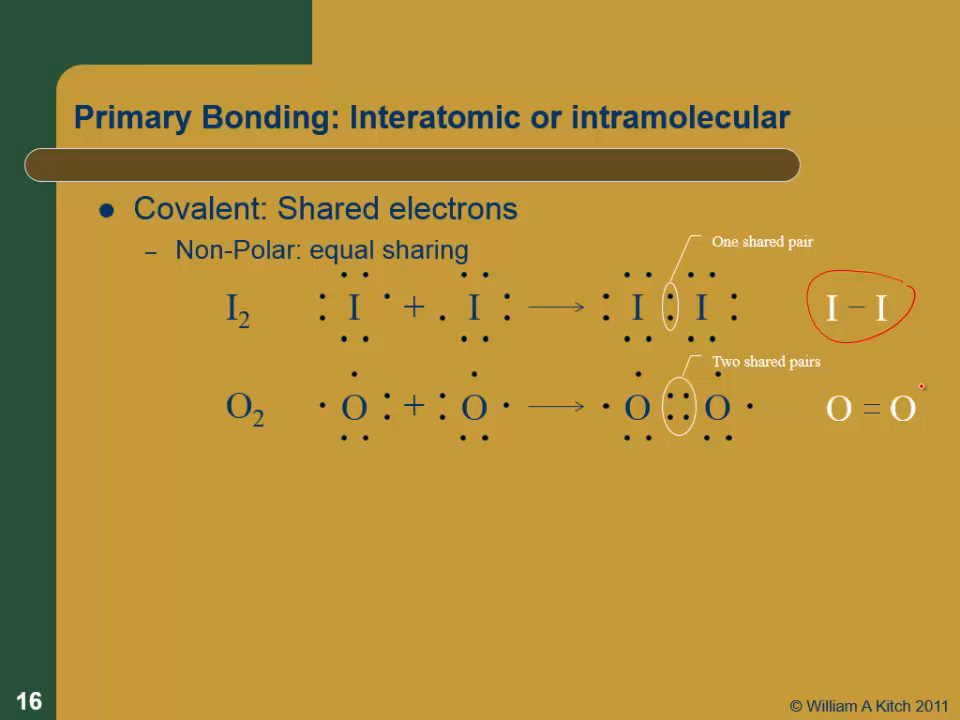 Primary Bonding: Interatomic or intramolecular
● Covalent: Shared electrons
– Non-Polar: equal sharing
One shared pair
I2 I + I → I : I I – I
Two shared pairs
O2 O + O → O :: O O = O
16
© William A Kitch 2011